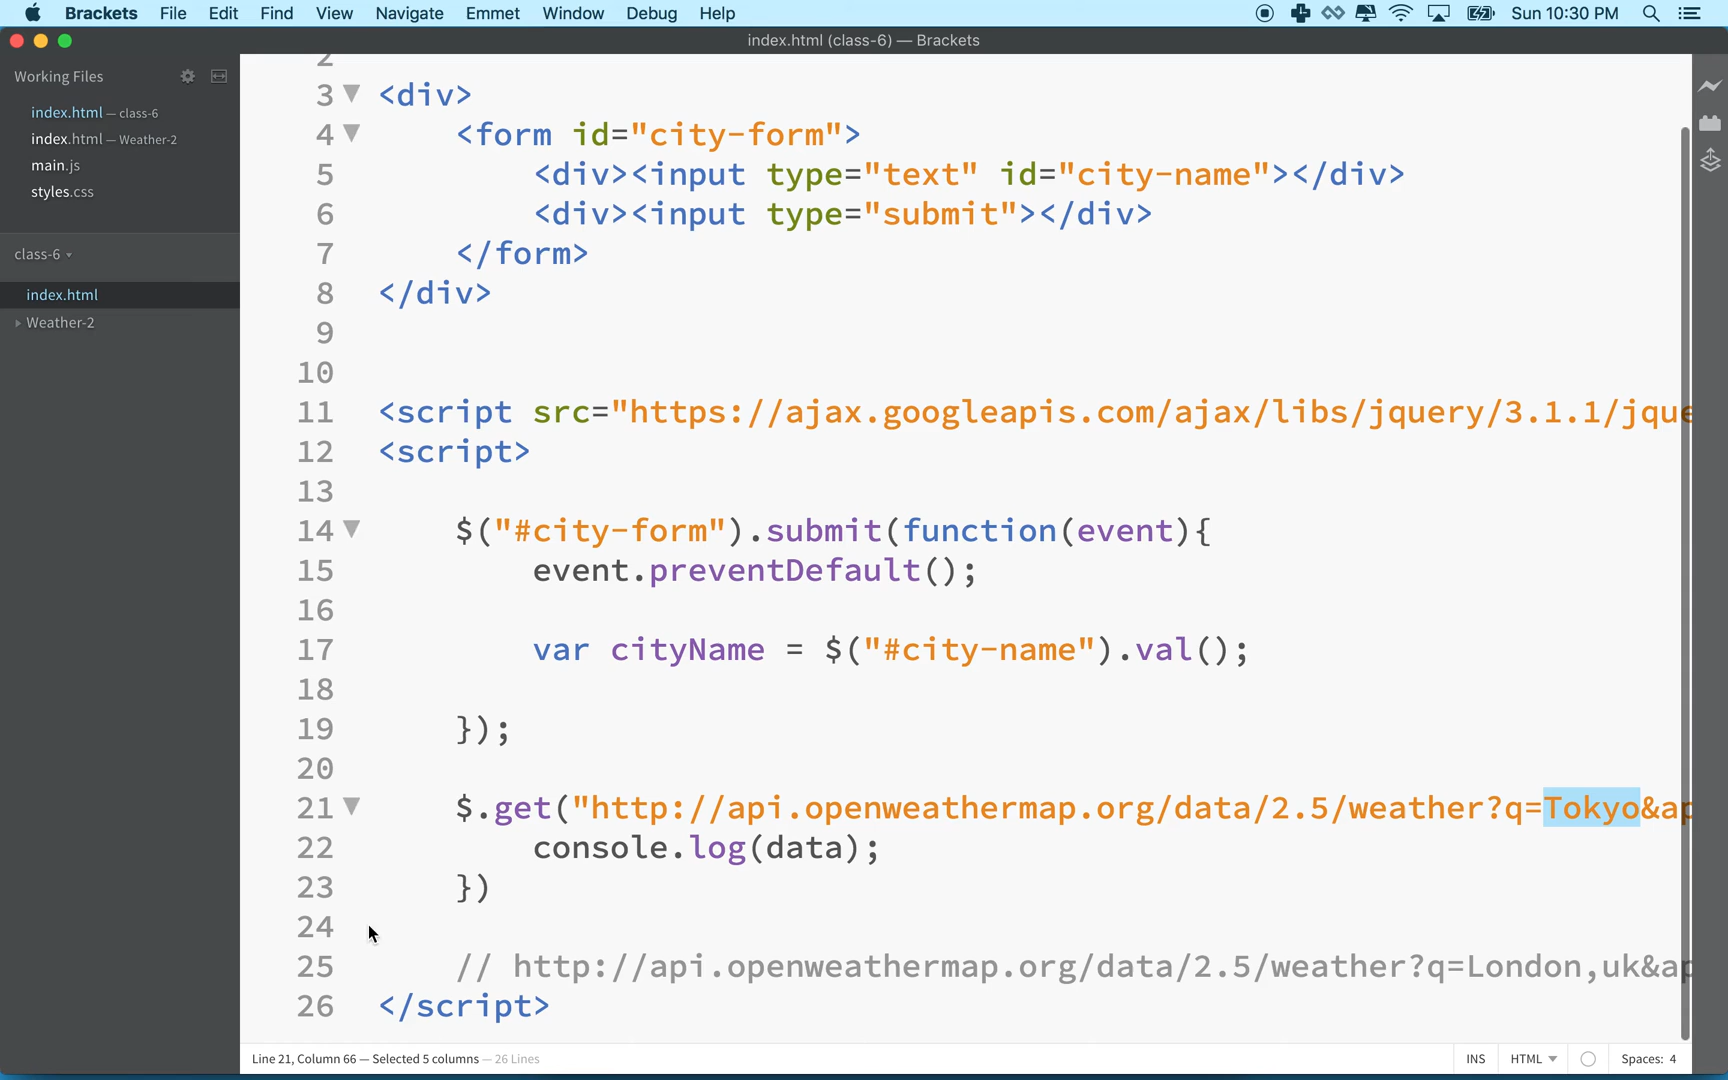 Brackets File Edit Find View Navigate Emmet Window Debug Help Sun 10:30 PM
index.html (class-6) — Brackets
Working Files
index.html — class-6
index.html — Weather-2
main.js
styles.css
class-6
index.html
Weather-2
2
3 <div>
4 <form id="city-form">
5 <div><input type="text" id="city-name"></div>
6 <div><input type="submit"></div>
7 </form>
8 </div>
9
10
11 <script src="https://ajax.googleapis.com/ajax/libs/jquery/3.1.1/jque
12 <script>
13
14 $("#city-form").submit(function(event){
15 event.preventDefault();
16
17 var cityName = $("#city-name").val();
18
19 });
20
21 $.get("http://api.openweathermap.org/data/2.5/weather?q=Tokyo&ap
22 console.log(data);
23 })
24
25 // http://api.openweathermap.org/data/2.5/weather?q=London,uk&ap
26 </script>
Line 21, Column 66 — Selected 5 columns — 26 Lines INS HTML Spaces: 4